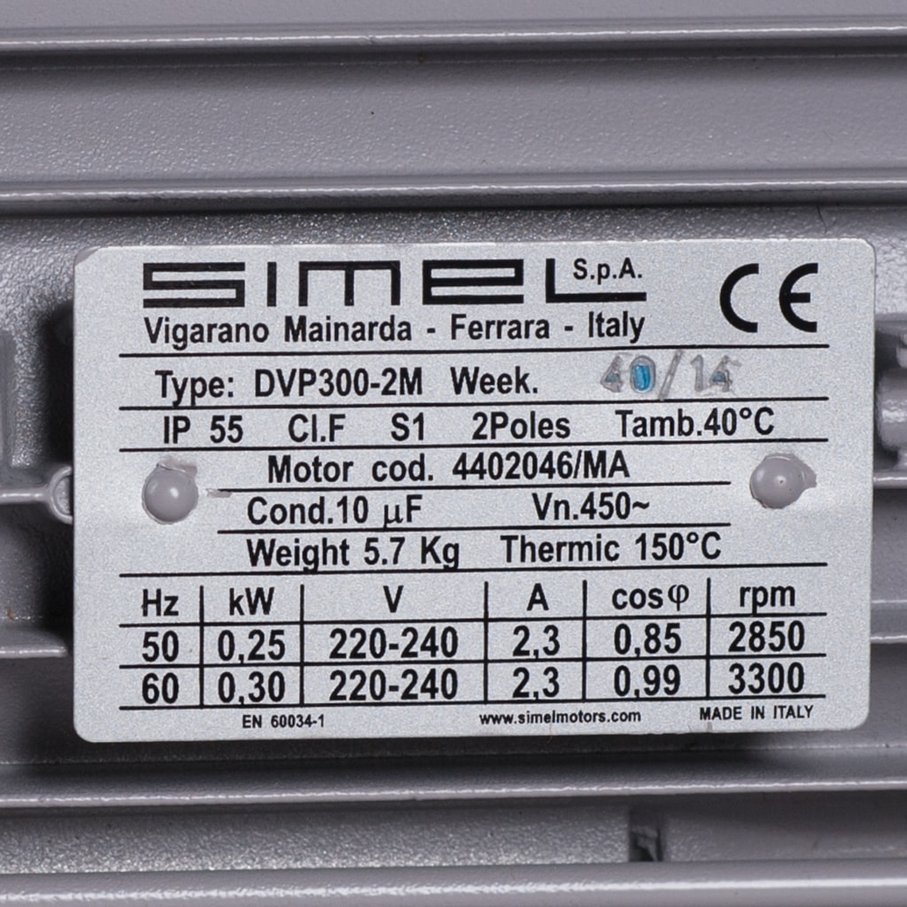 SIMEL S.p.A.
Vigarano Mainarda - Ferrara - Italy
CE
Type: DVP300-2M Week. 40/14
IP 55 Cl.F S1 2Poles Tamb.40°C
Motor cod. 4402046/MA
Cond.10 µF Vn.450~
Weight 5.7 Kg Thermic 150°C
Hz kW V A cosφ rpm
50 0,25 220-240 2,3 0,85 2850
60 0,30 220-240 2,3 0,99 3300
EN 60034-1 www.simelmotors.com MADE IN ITALY